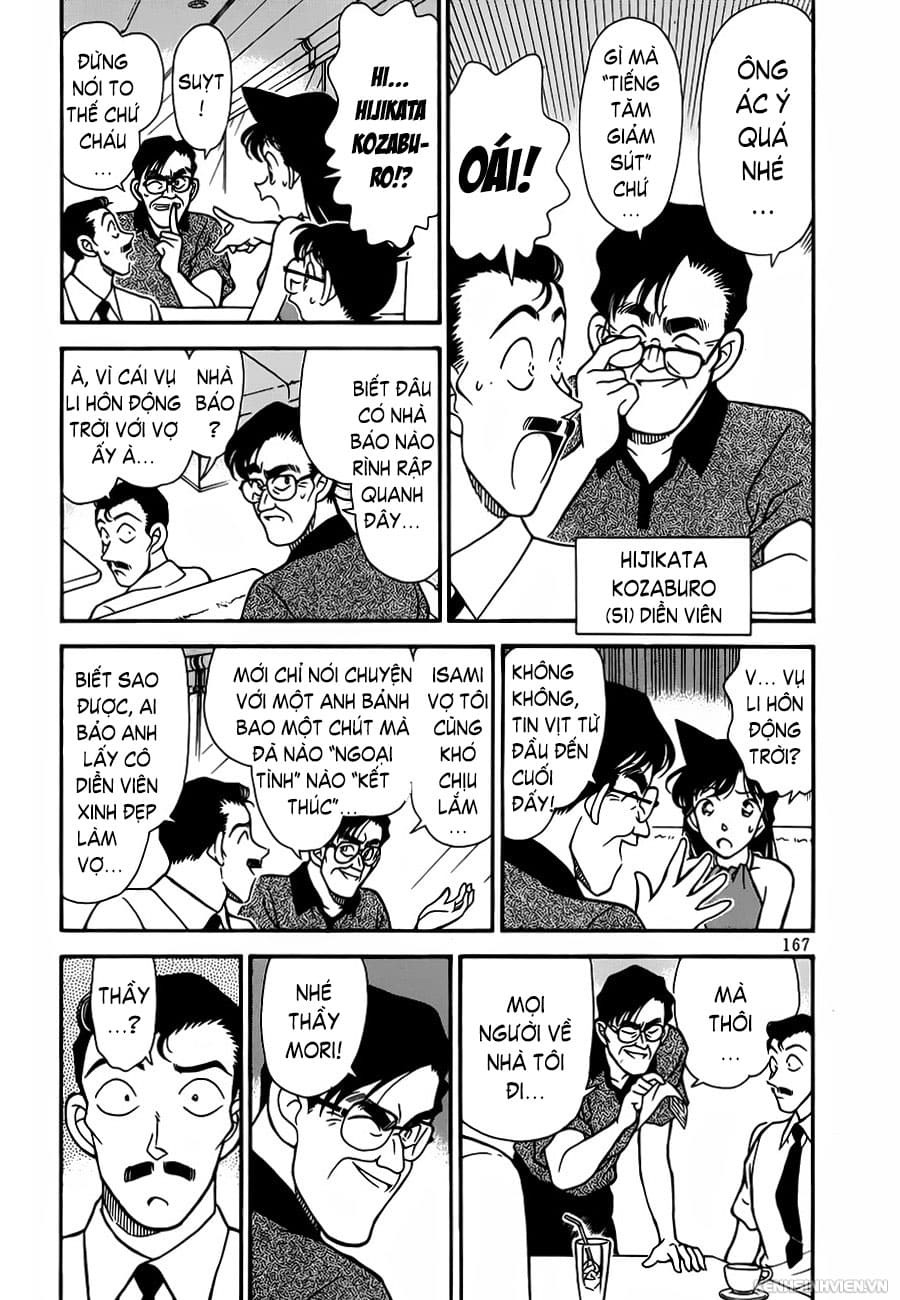 ÔNG
ÁC Ý
QUÁ
NHÉ
...
GÌ MÀ
"TIẾNG
TĂM
GIẢM
SÚT" CHỨ
...
OÁI!
HIJIKATA
KOZABURO
(51) DIỄN VIÊN
HI...
HIJIKATA
KOZABU-
RO!?
SUỴT
!
ĐỪNG
NÓI TO
THẾ CHỨ
CHÁU
...
BIẾT ĐÂU
CÓ NHÀ
BÁO NÀO
RÌNH RẬP
QUANH
ĐÂY...
NHÀ
BÁO
?
À, VÌ CÁI VỤ
LI HÔN ĐỘNG
TRỜI VỚI VỢ
ẤY À...
V... VỤ
LI HÔN
ĐỘNG
TRỜI?
KHÔNG
KHÔNG,
TIN VỊT TỪ
ĐẦU ĐẾN
CUỐI
ĐẤY!
ISAMI
VỢ TÔI
CŨNG
KHÓ
CHỊU
LẮM
...
MỚI CHỈ NÓI CHUYỆN
VỚI MỘT ANH BẢNH
BAO MỘT CHÚT MÀ
ĐÃ NÀO "NGOẠI
TÌNH" NÀO "KẾT
THÚC"...
BIẾT SAO
ĐƯỢC, AI
BẢO ANH
LẤY CÔ
DIỄN VIÊN
XINH ĐẸP
LÀM
VỢ...
167
MÀ
THÔI
...
MỌI
NGƯỜI VỀ
NHÀ TÔI
ĐI...
NHÉ
THẦY
MORI!
THẦY
...?
GENHSINHVIEN.VN